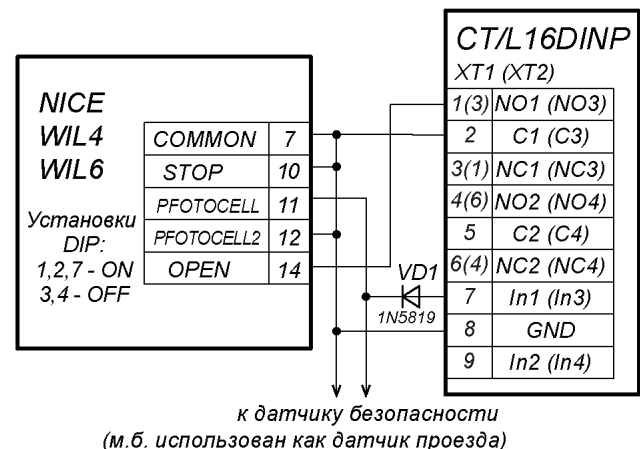 CT/L16DINP
XT1 (XT2)
1(3) NO1 (NO3)
2 C1 (C3)
3(1) NC1 (NC3)
4(6) NO2 (NO4)
5 C2 (C4)
6(4) NC2 (NC4)
7 In1 (In3)
8 GND
9 In2 (In4)
NICE
WIL4
WIL6
Установки
DIP:
1,2,7 - ON
3,4 - OFF
COMMON 7
STOP 10
PFOTOCELL 11
PFOTOCELL2 12
OPEN 14
VD1
1N5819
к датчику безопасности
(м.б. использован как датчик проезда)